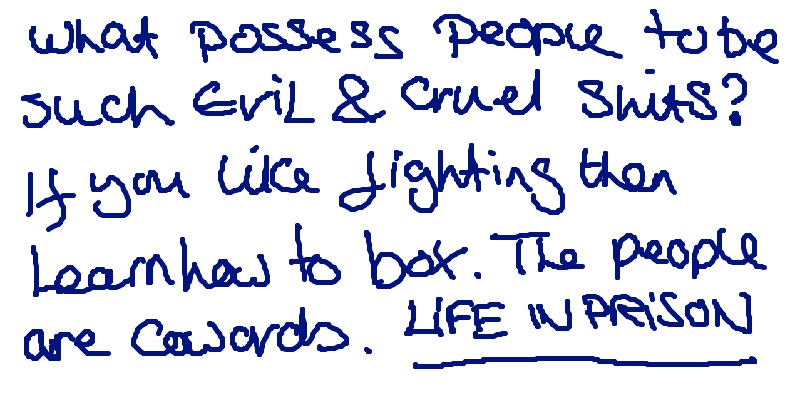 what possess people to be
such EviL & cruel shits?
If you like fighting then
Learn how to box. The people
are cowards. LIFE IN PRISON